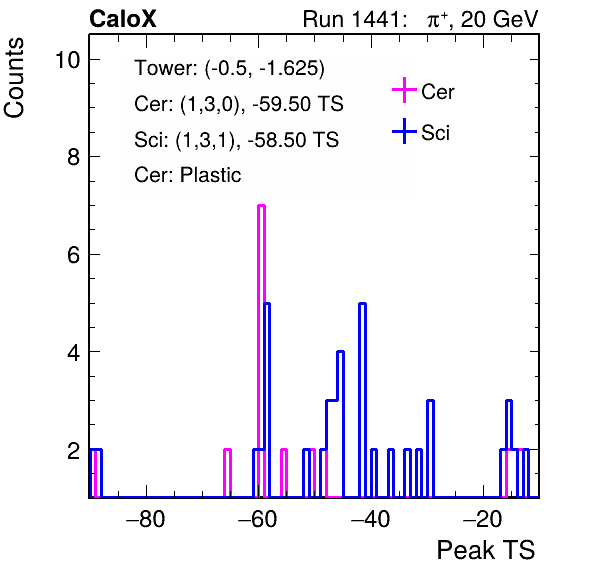 CaloX Run 1441: π⁺, 20 GeV
Counts
Tower: (-0.5, -1.625)
Cer: (1,3,0), -59.50 TS
Sci: (1,3,1), -58.50 TS
Cer: Plastic
Cer
Sci
10
8
6
4
2
−80 −60 −40 −20
Peak TS